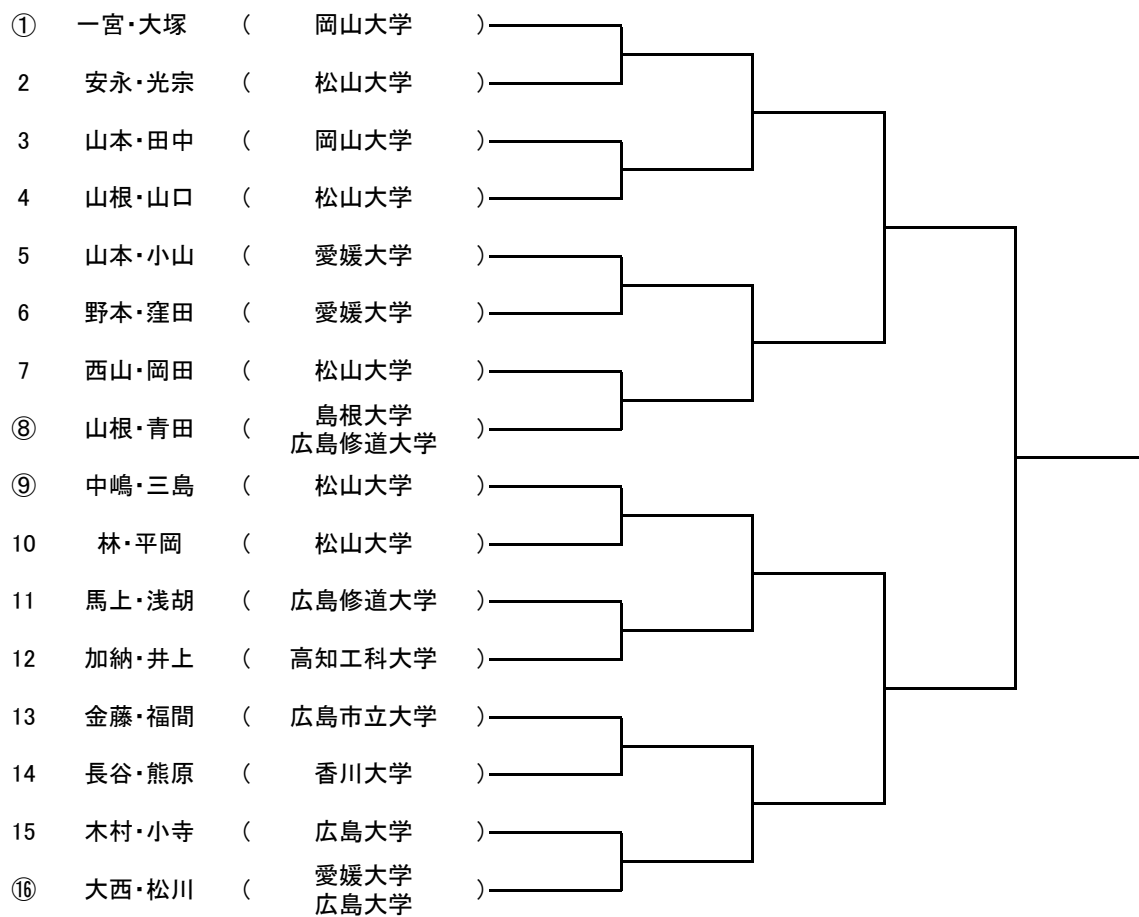 ① 一宮・大塚 ( 岡山大学 )
2 安永・光宗 ( 松山大学 )
3 山本・田中 ( 岡山大学 )
4 山根・山口 ( 松山大学 )
5 山本・小山 ( 愛媛大学 )
6 野本・窪田 ( 愛媛大学 )
7 西山・岡田 ( 松山大学 )
⑧ 山根・青田 ( 島根大学
広島修道大学 )
⑨ 中嶋・三島 ( 松山大学 )
10 林・平岡 ( 松山大学 )
11 馬上・浅胡 ( 広島修道大学 )
12 加納・井上 ( 高知工科大学 )
13 金藤・福間 ( 広島市立大学 )
14 長谷・熊原 ( 香川大学 )
15 木村・小寺 ( 広島大学 )
⑯ 大西・松川 ( 愛媛大学
広島大学 )